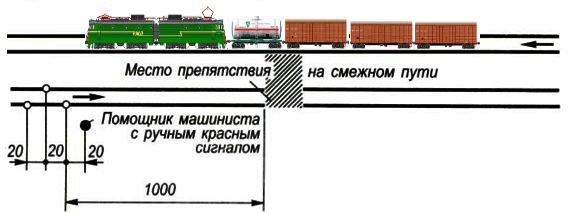 Место препятствия на смежном пути
Помощник машиниста
с ручным красным
сигналом
20 20 20
1000